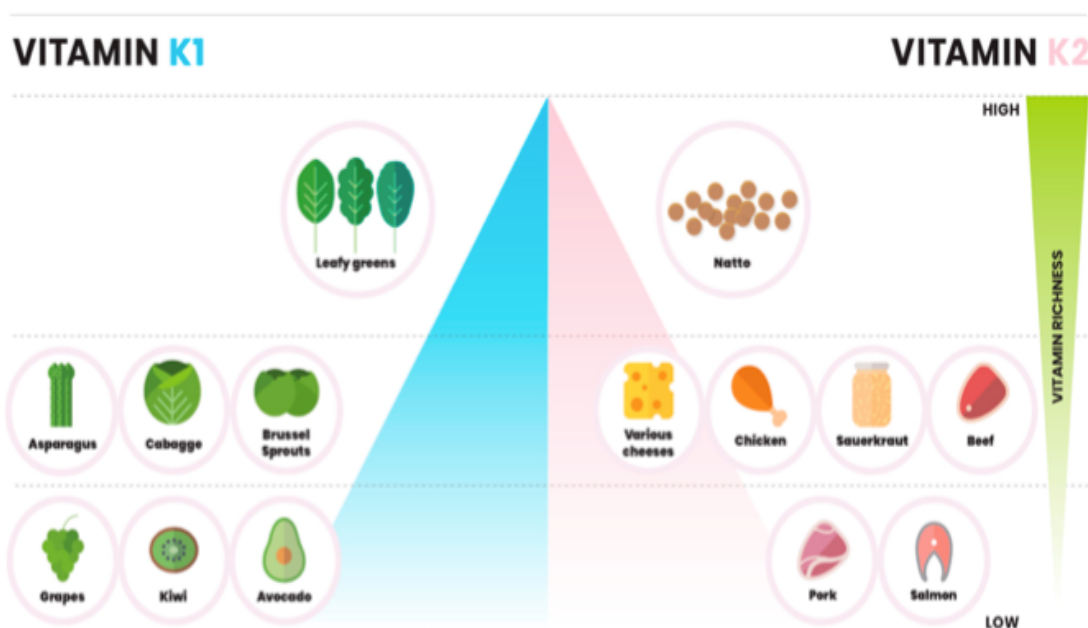 VITAMIN K1
VITAMIN K2
HIGH
Leafy greens
Natto
VITAMIN RICHNESS
Asparagus
Cabagge
Brussel
Sprouts
Various
cheeses
Chicken
Sauerkraut
Beef
Grapes
Kiwi
Avocado
Pork
Salmon
LOW